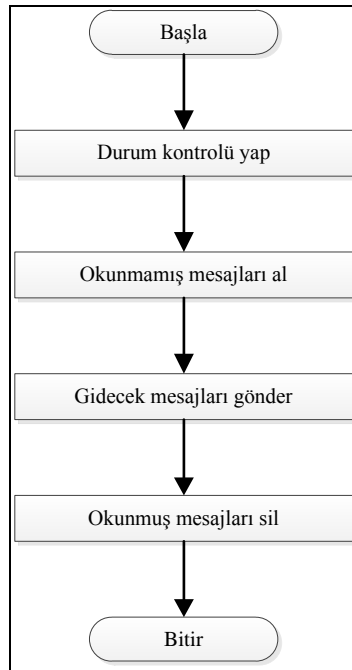 Başla
Durum kontrolü yap
Okunmamış mesajları al
Gidecek mesajları gönder
Okunmuş mesajları sil
Bitir